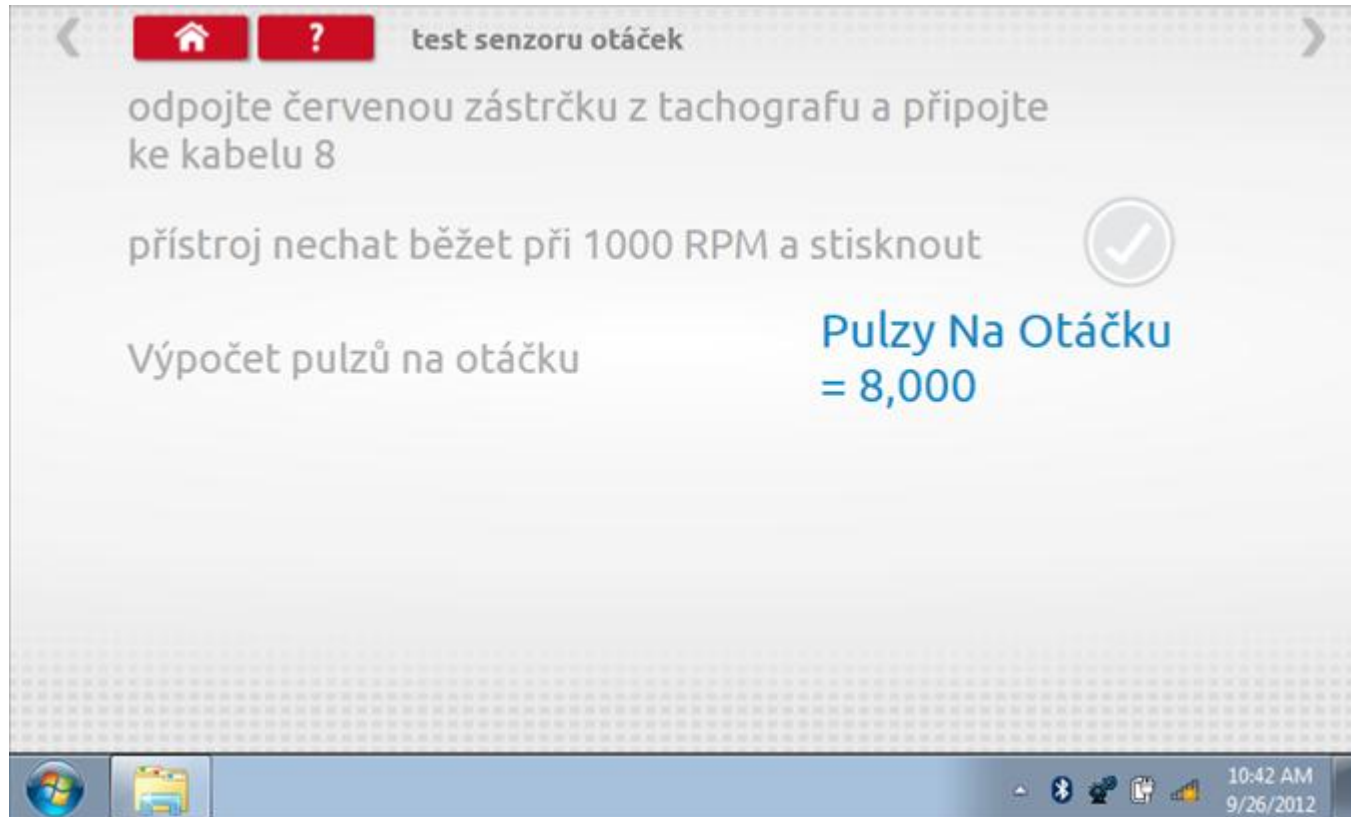 ? test senzoru otáček
odpojte červenou zástrčku z tachografu a připojte
ke kabelu 8
přístroj nechat běžet při 1000 RPM a stisknout
Výpočet pulzů na otáčku
Pulzy Na Otáčku
= 8,000
10:42 AM
9/26/2012